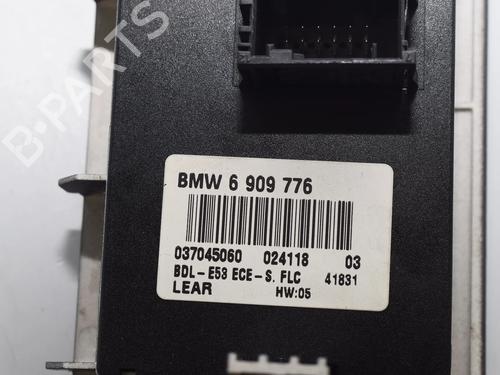 B-PARTS
BMW 6 909 776
037045060 024118 03
BDL-E53 ECE-S. FLC 41831
LEAR HW:05